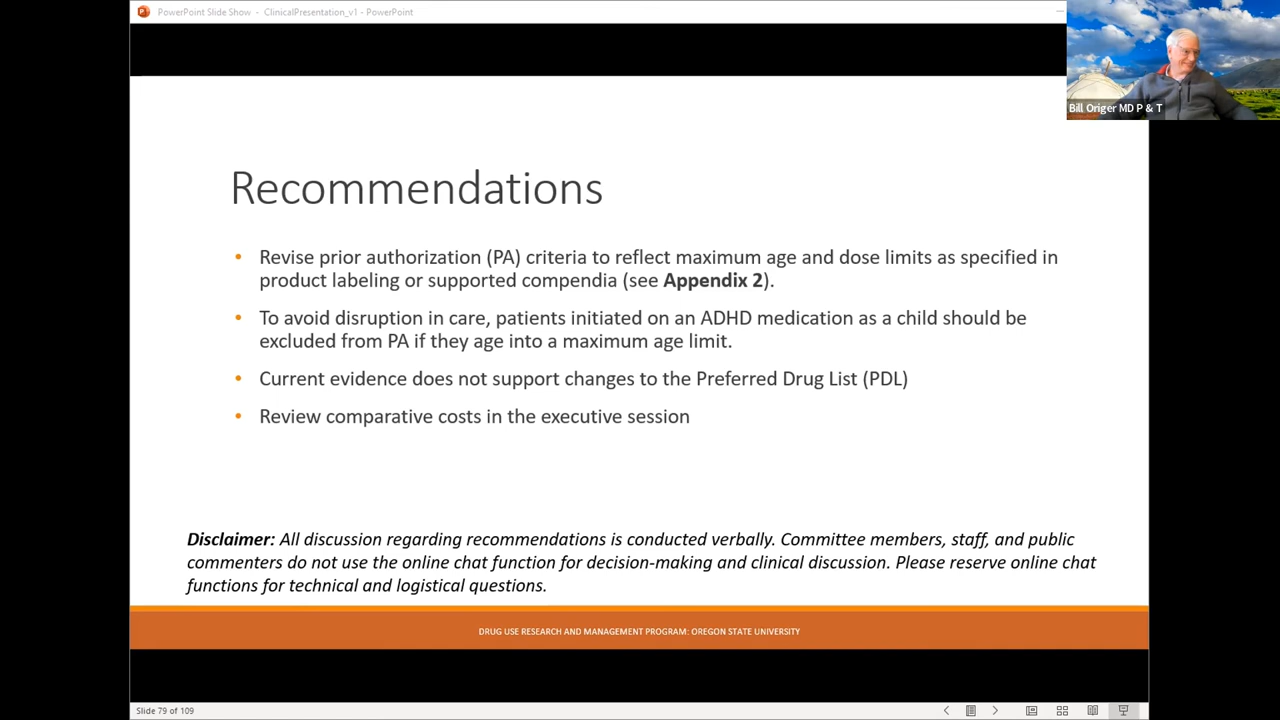 PowerPoint Slide Show - ClinicalPresentation_v1 - PowerPoint
Bill Origer MD P & T
Recommendations
• Revise prior authorization (PA) criteria to reflect maximum age and dose limits as specified in
product labeling or supported compendia (see Appendix 2).
• To avoid disruption in care, patients initiated on an ADHD medication as a child should be
excluded from PA if they age into a maximum age limit.
• Current evidence does not support changes to the Preferred Drug List (PDL)
• Review comparative costs in the executive session
Disclaimer: All discussion regarding recommendations is conducted verbally. Committee members, staff, and public
commenters do not use the online chat function for decision-making and clinical discussion. Please reserve online chat
functions for technical and logistical questions.
DRUG USE RESEARCH AND MANAGEMENT PROGRAM: OREGON STATE UNIVERSITY
Slide 79 of 109